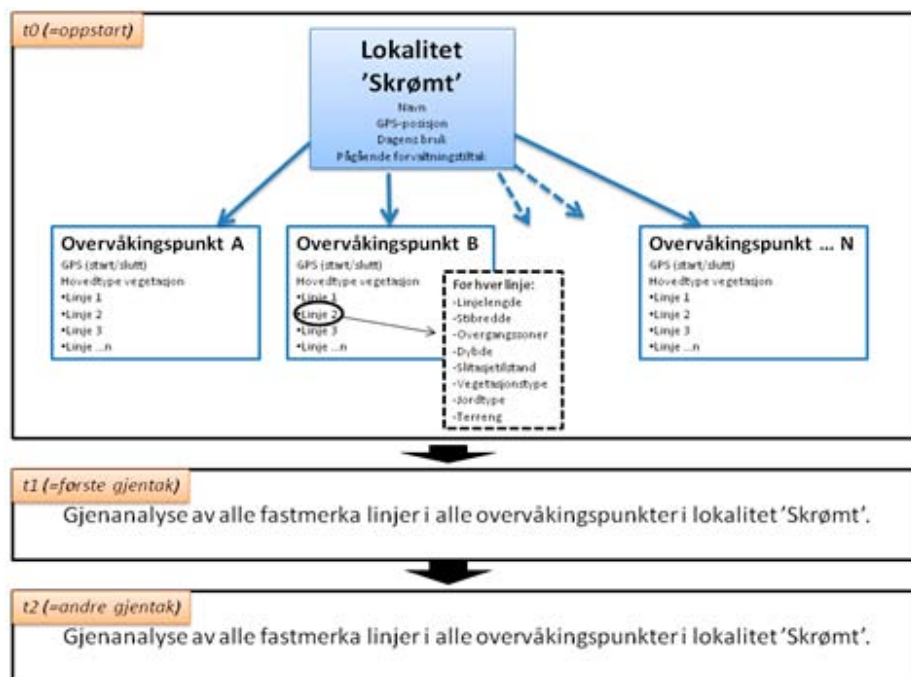 t0 (=oppstart)
Lokalitet
’Skrømt’
Navn
GPS-posisjon
Dagens bruk
Pågående forvaltningstiltak
Overvåkingspunkt A
GPS (start/slutt)
Hovedtype vegetasjon
•Linje 1
•Linje 2
•Linje 3
•Linje ...n
Overvåkingspunkt B
GPS (start/slutt)
Hovedtype vegetasjon
•Linje 1
•Linje 2
•Linje 3
•Linje ...n
For hver linje:
-Linjelengde
-Stibredde
-Overgangssoner
-Dybde
-Slitasjetilstand
-Vegetasjonstype
-Jordtype
-Terreng
Overvåkingspunkt ... N
GPS (start/slutt)
Hovedtype vegetasjon
•Linje 1
•Linje 2
•Linje 3
•Linje ...n
t1 (=første gjentak)
Gjenanalyse av alle fastmerka linjer i alle overvåkingspunkter i lokalitet ’Skrømt’.
t2 (=andre gjentak)
Gjenanalyse av alle fastmerka linjer i alle overvåkingspunkter i lokalitet ’Skrømt’.